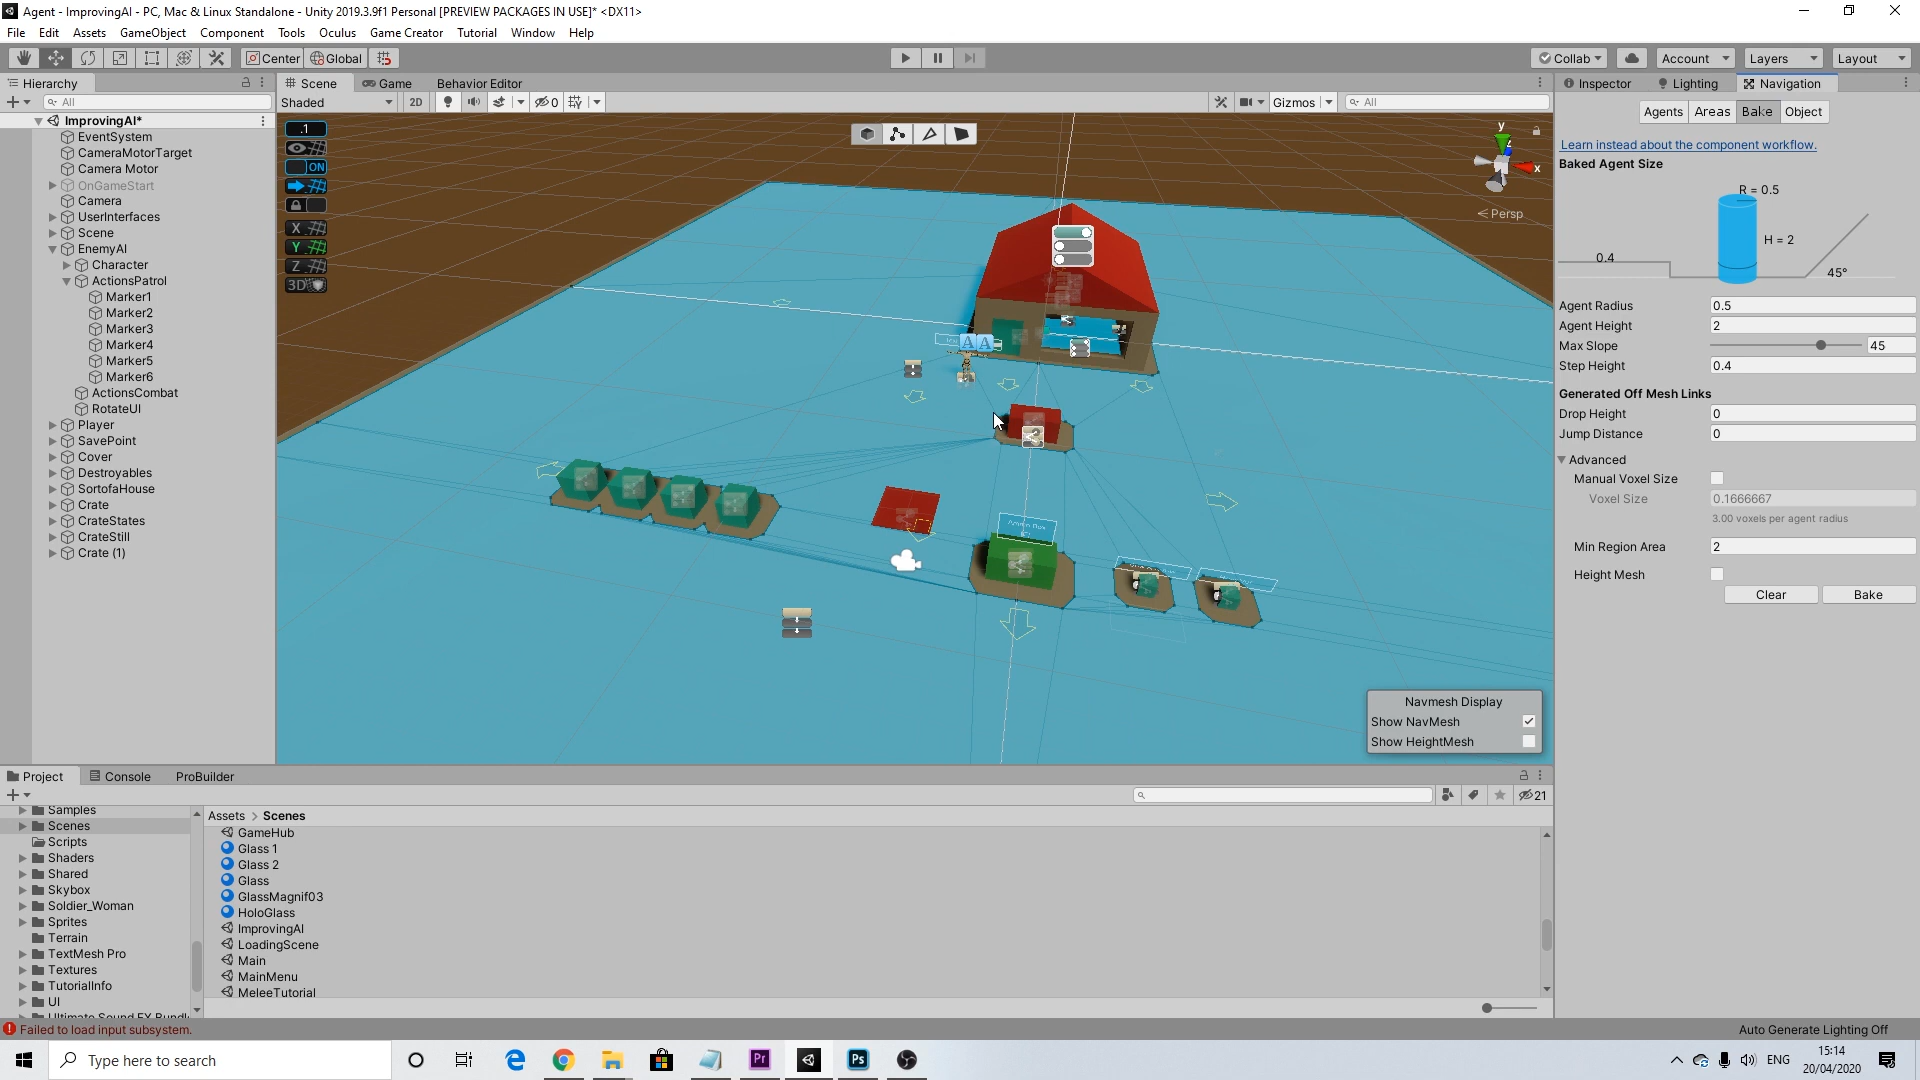 Agent - ImprovingAI - PC, Mac & Linux Standalone - Unity 2019.3.9f1 Personal [PREVIEW PACKAGES IN USE]* <DX11>
File Edit Assets GameObject Component Tools Oculus Game Creator Tutorial Window Help
Center Global Collab Account Layers Layout
Hierarchy
All
ImprovingAI*
EventSystem
CameraMotorTarget
Camera Motor
OnGameStart
Camera
UserInterfaces
Scene
EnemyAI
Character
ActionsPatrol
Marker1
Marker2
Marker3
Marker4
Marker5
Marker6
ActionsCombat
RotateUI
Player
SavePoint
Cover
Destroyables
SortofaHouse
Crate
CrateStates
CrateStill
Crate (1)
Scene Game Behavior Editor
Shaded 2D 0 Gizmos All
.1
ON
X
Y
Z
3D
y
x
< Persp
A A
Navmesh Display
Show NavMesh
Show HeightMesh
Inspector Lighting Navigation
Agents Areas Bake Object
Learn instead about the component workflow.
Baked Agent Size
R = 0.5
H = 2
0.4
45°
Agent Radius 0.5
Agent Height 2
Max Slope 45
Step Height 0.4
Generated Off Mesh Links
Drop Height 0
Jump Distance 0
Advanced
Manual Voxel Size
Voxel Size 0.1666667
3.00 voxels per agent radius
Min Region Area 2
Height Mesh
Clear Bake
Project Console ProBuilder
21
Samples
Scenes
Scripts
Shaders
Shared
Skybox
Soldier_Woman
Sprites
Terrain
TextMesh Pro
Textures
TutorialInfo
UI
Assets > Scenes
GameHub
Glass 1
Glass 2
Glass
GlassMagnif03
HoloGlass
ImprovingAI
LoadingScene
Main
MainMenu
MeleeTutorial
Failed to load input subsystem.
Auto Generate Lighting Off
Type here to search
Pr
Ps
ENG
15:14
20/04/2020